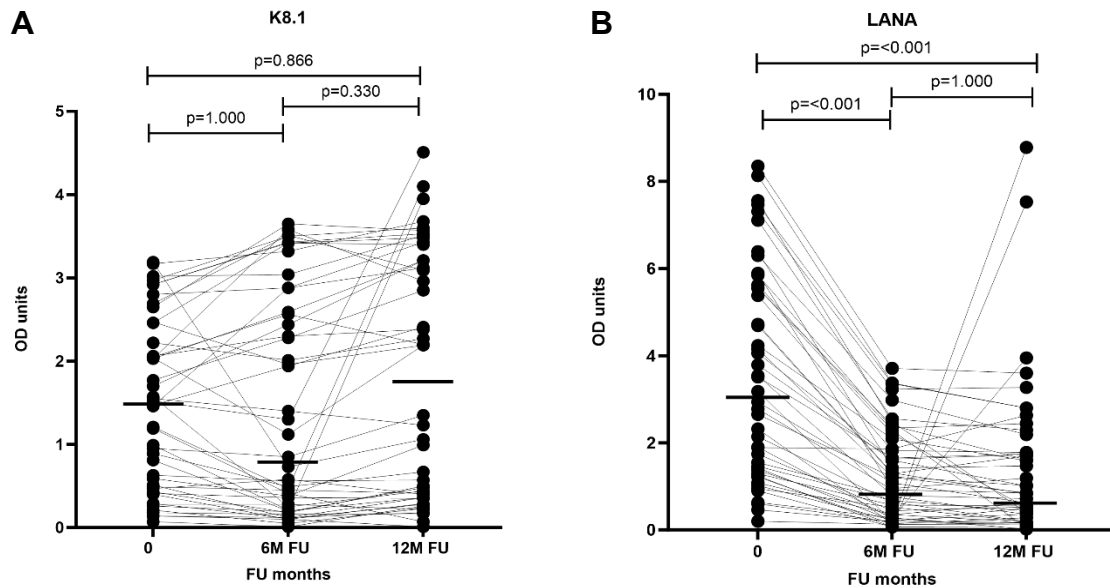 A
K8.1
p=0.866
p=0.330
p=1.000
5
4
3
2
1
0
OD units
0
6M FU
12M FU
FU months
B
LANA
p=<0.001
p=1.000
p=<0.001
10
8
6
4
2
0
OD units
0
6M FU
12M FU
FU months